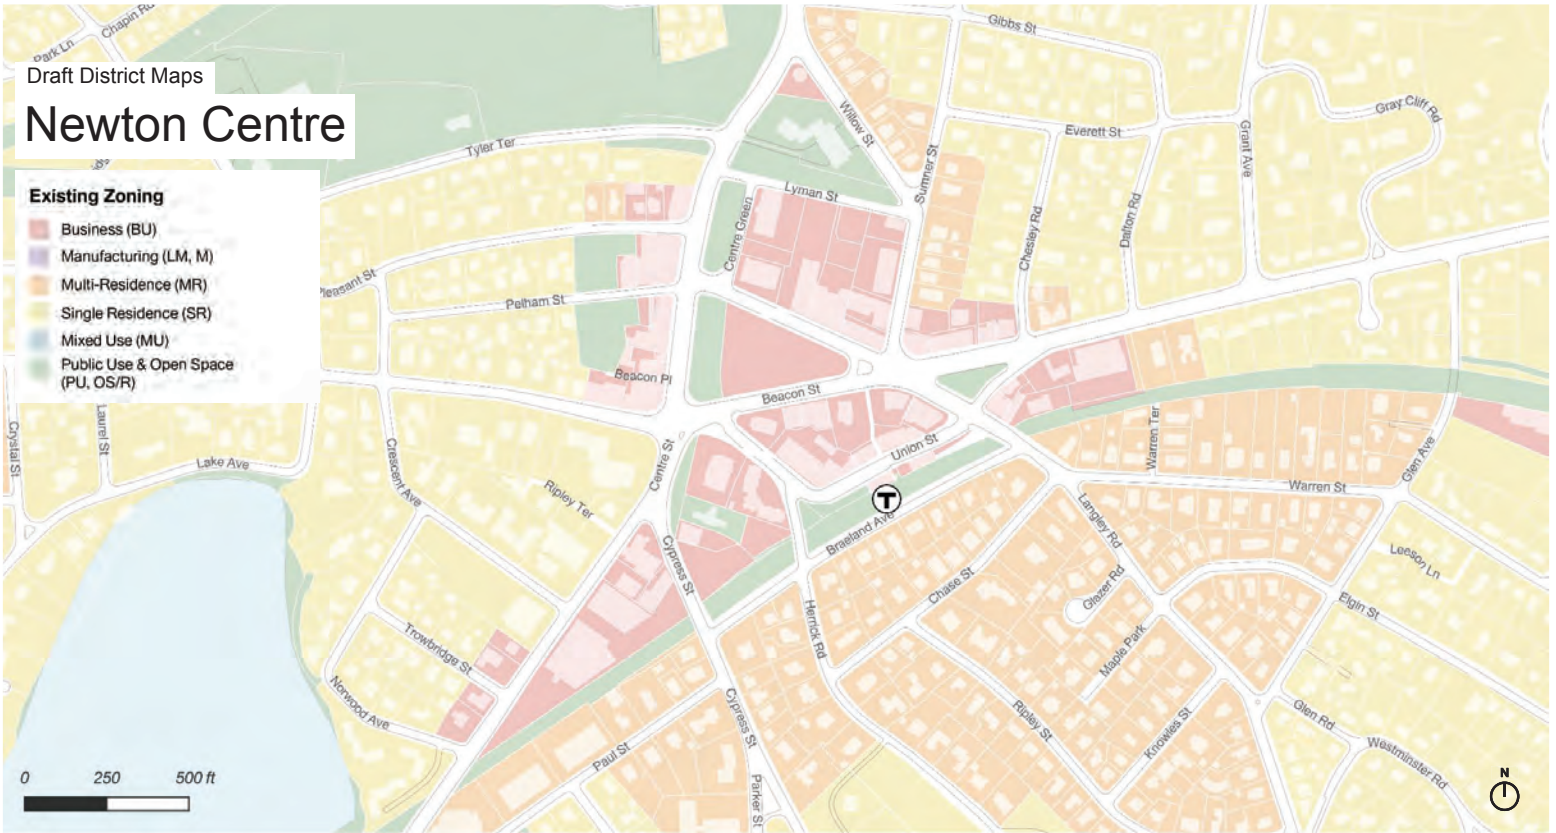 Chapin Rd
Park Ln
Gibbs St
Draft District Maps
Newton Centre
Gray Cliff Rd
Willow St
Everett St
Grant Ave
Tyler Ter
Sumner St
Existing Zoning
Business (BU)
Manufacturing (LM, M)
Multi-Residence (MR)
Single Residence (SR)
Mixed Use (MU)
Public Use & Open Space
(PU, OS/R)
Lyman St
Centre Green
Chesley Rd
Dalton Rd
Pleasant St
Pelham St
Beacon Pl
Beacon St
Union St
Warren Ter
Glen Ave
Crystal St
Laurel St
Lake Ave
Crescent Ave
Centre St
Ripley Ter
Warren St
T
Braeland Ave
Langley Rd
Cypress St
Leeson Ln
Chase St
Glazer Rd
Elgin St
Herrick Rd
Trowbridge St
Maple Park
Norwood Ave
Cypress St
Ripley St
Knowles St
Glen Rd
Westminster Rd
Paul St
Parker St
0 250 500 ft
N